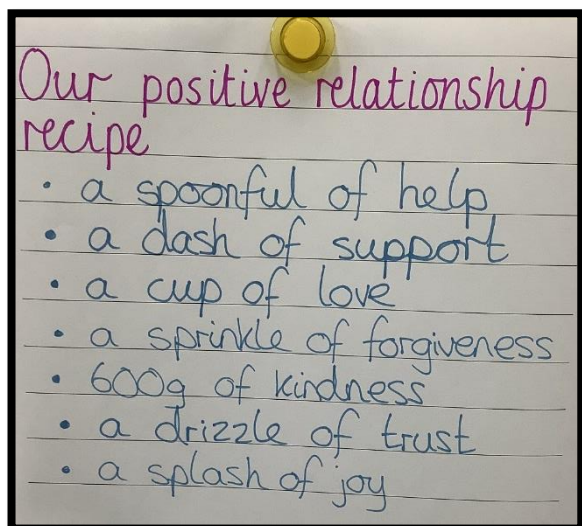 Our positive relationship
recipe
• a spoonful of help
• a dash of support
• a cup of love
• a sprinkle of forgiveness
• 600g of kindness
• a drizzle of trust
• a splash of joy